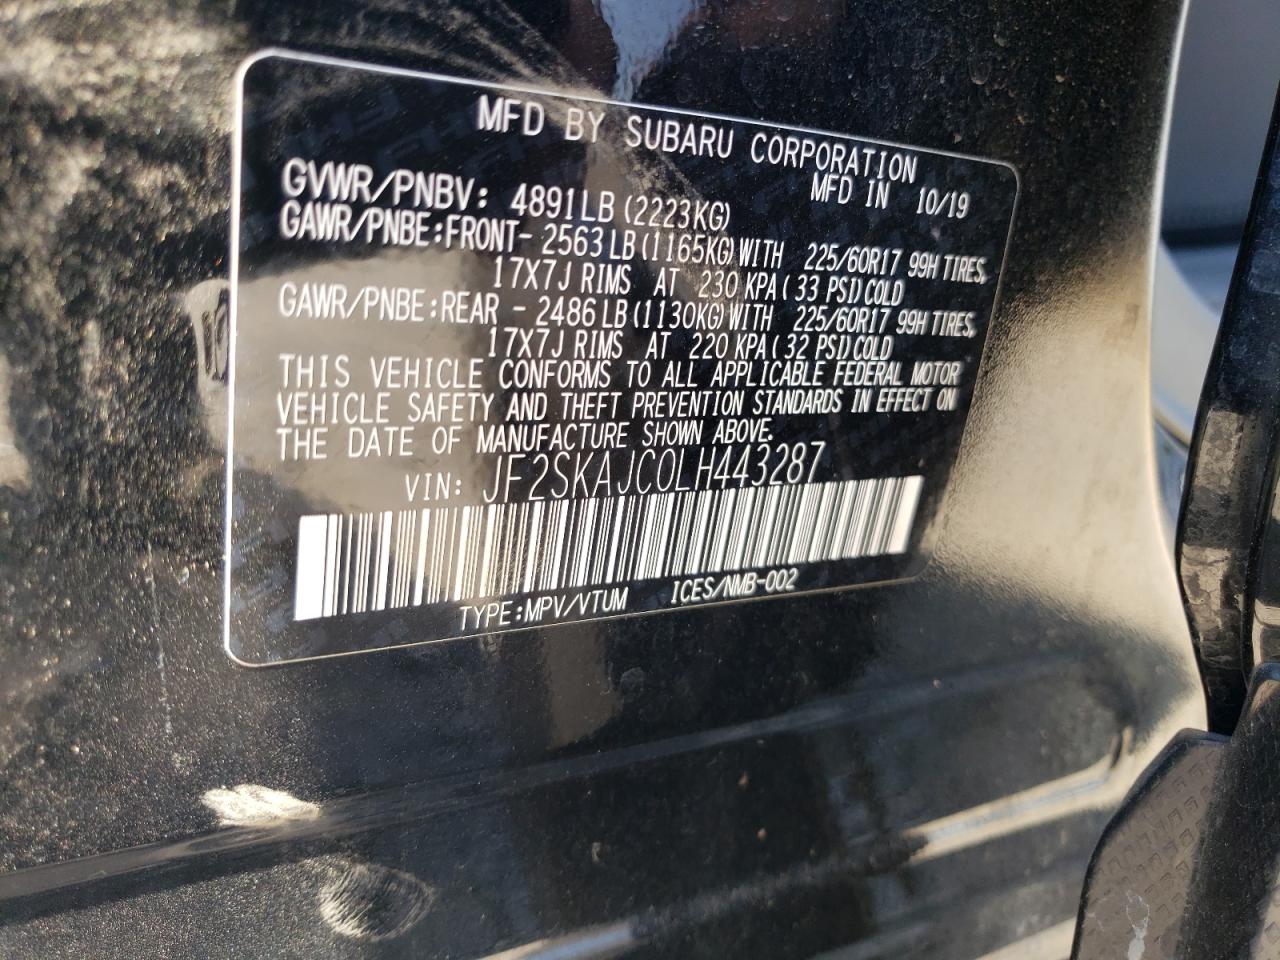 MFD BY SUBARU CORPORATION
MFD IN 10/19
GVWR/PNBV: 4891LB (2223KG)
GAWR/PNBE:FRONT- 2563LB (1165KG) WITH 225/60R17 99H TIRES,
17X7J RIMS AT 230 KPA (33 PSI) COLD
GAWR/PNBE:REAR - 2486LB (1130KG) WITH 225/60R17 99H TIRES,
17X7J RIMS AT 220 KPA (32 PSI) COLD
THIS VEHICLE CONFORMS TO ALL APPLICABLE FEDERAL MOTOR
VEHICLE SAFETY AND THEFT PREVENTION STANDARDS IN EFFECT ON
THE DATE OF MANUFACTURE SHOWN ABOVE.
VIN: JF2SKAJC0LH443287
TYPE:MPV/VTUM ICES/NMB-002